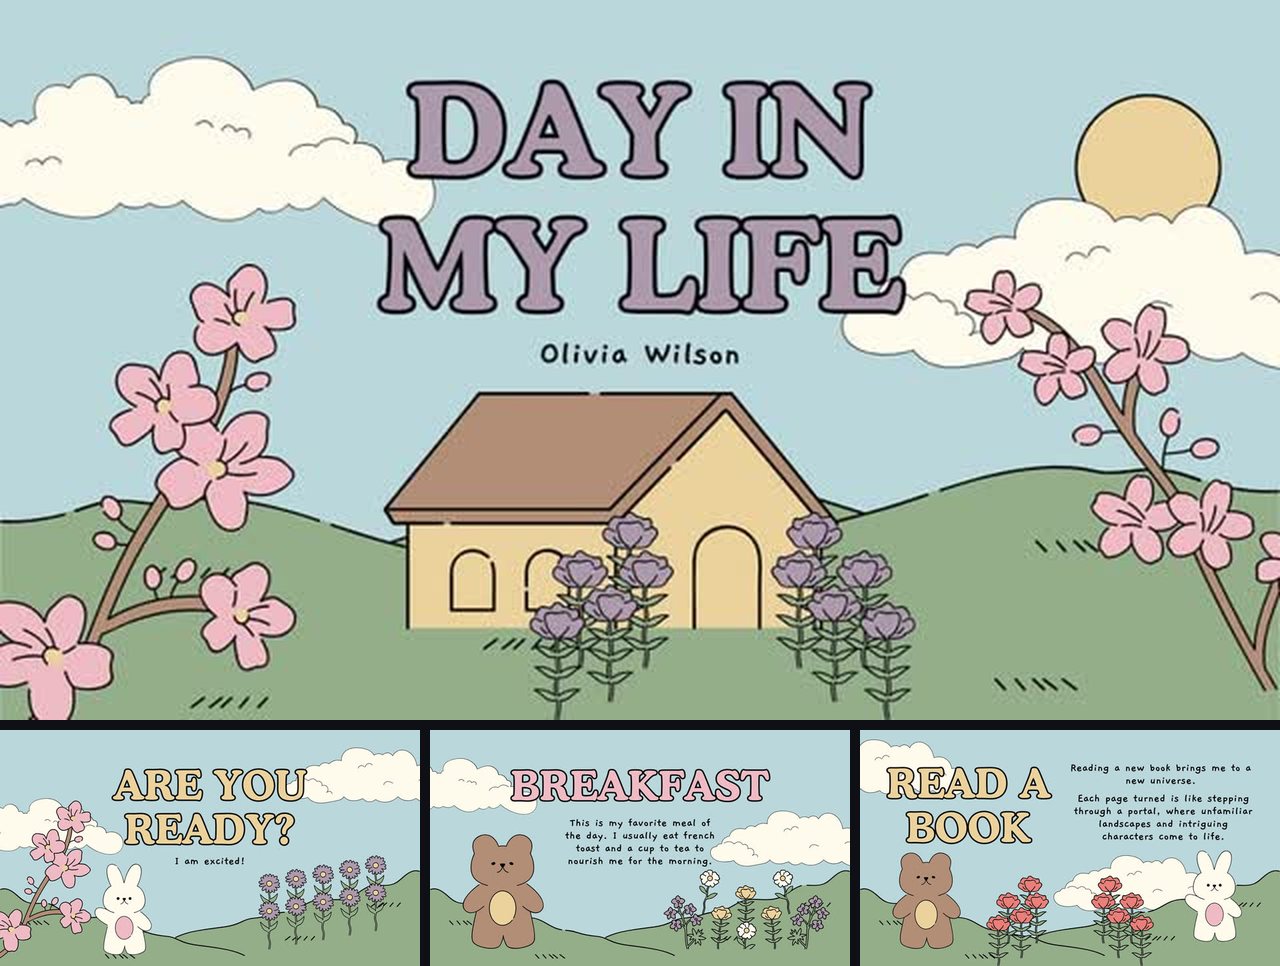 DAY IN
MY LIFE
Olivia Wilson
ARE YOU
READY?
I am excited!
BREAKFAST
This is my favorite meal of
the day. I usually eat french
toast and a cup to tea to
nourish me for the morning.
READ A
BOOK
Reading a new book brings me to a
new universe.
Each page turned is like stepping
through a portal, where unfamiliar
landscapes and intriguing
characters come to life.